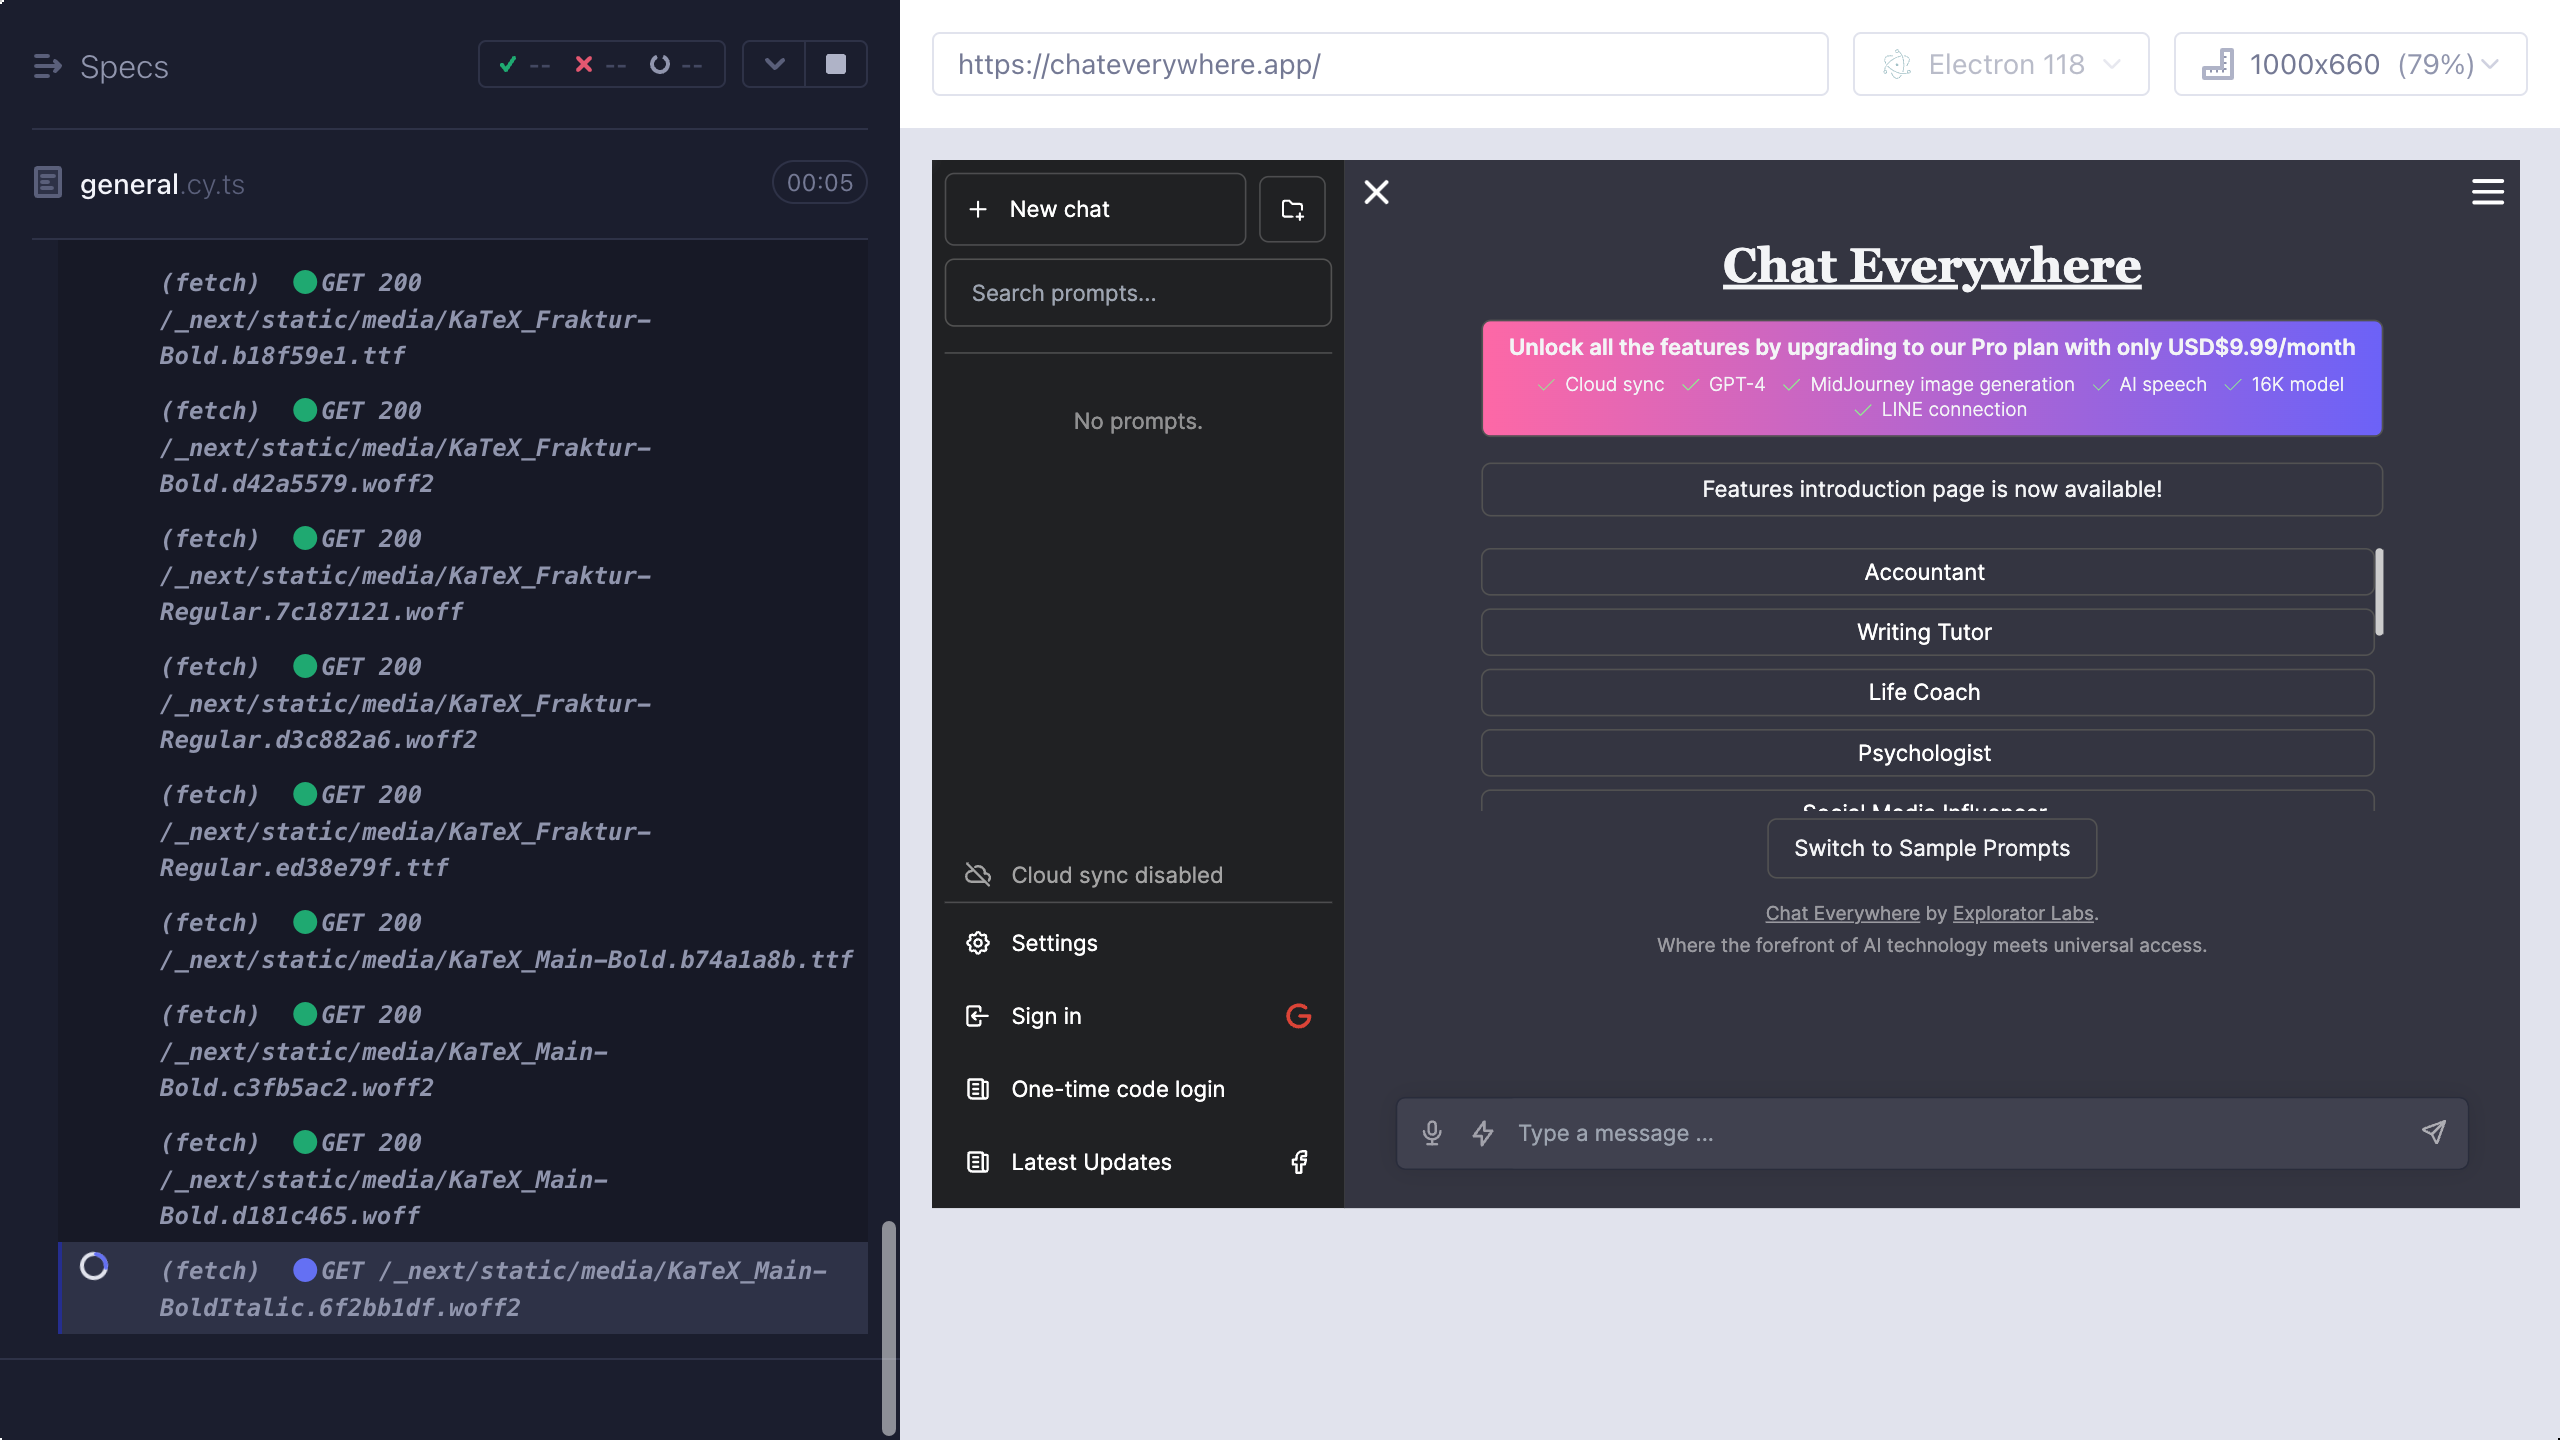 Specs
--
--
--
general.cy.ts
00:05
(fetch) GET 200
/_next/static/media/KaTeX_Fraktur-
Bold.b18f59e1.ttf
(fetch) GET 200
/_next/static/media/KaTeX_Fraktur-
Bold.d42a5579.woff2
(fetch) GET 200
/_next/static/media/KaTeX_Fraktur-
Regular.7c187121.woff
(fetch) GET 200
/_next/static/media/KaTeX_Fraktur-
Regular.d3c882a6.woff2
(fetch) GET 200
/_next/static/media/KaTeX_Fraktur-
Regular.ed38e79f.ttf
(fetch) GET 200
/_next/static/media/KaTeX_Main-Bold.b74a1a8b.ttf
(fetch) GET 200
/_next/static/media/KaTeX_Main-
Bold.c3fb5ac2.woff2
(fetch) GET 200
/_next/static/media/KaTeX_Main-
Bold.d181c465.woff
(fetch) GET /_next/static/media/KaTeX_Main-
BoldItalic.6f2bb1df.woff2
https://chateverywhere.app/
Electron 118
1000x660 (79%)
New chat
Search prompts...
No prompts.
Cloud sync disabled
Settings
Sign in
One-time code login
Latest Updates
Chat Everywhere
Unlock all the features by upgrading to our Pro plan with only USD$9.99/month
Cloud sync GPT-4 MidJourney image generation AI speech 16K model
LINE connection
Features introduction page is now available!
Accountant
Writing Tutor
Life Coach
Psychologist
Social Media Influencer
Switch to Sample Prompts
Chat Everywhere by Explorator Labs.
Where the forefront of AI technology meets universal access.
Type a message ...